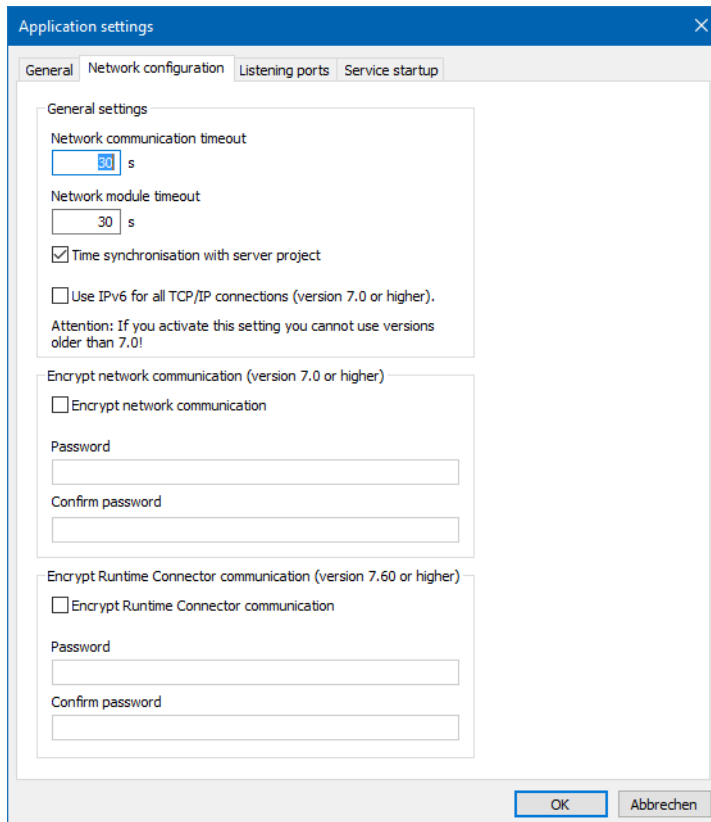 Application settings
General Network configuration Listening ports Service startup
General settings
Network communication timeout
30 s
Network module timeout
30 s
Time synchronisation with server project
Use IPv6 for all TCP/IP connections (version 7.0 or higher).
Attention: If you activate this setting you cannot use versions
older than 7.0!
Encrypt network communication (version 7.0 or higher)
Encrypt network communication
Password
Confirm password
Encrypt Runtime Connector communication (version 7.60 or higher)
Encrypt Runtime Connector communication
Password
Confirm password
OK Abbrechen